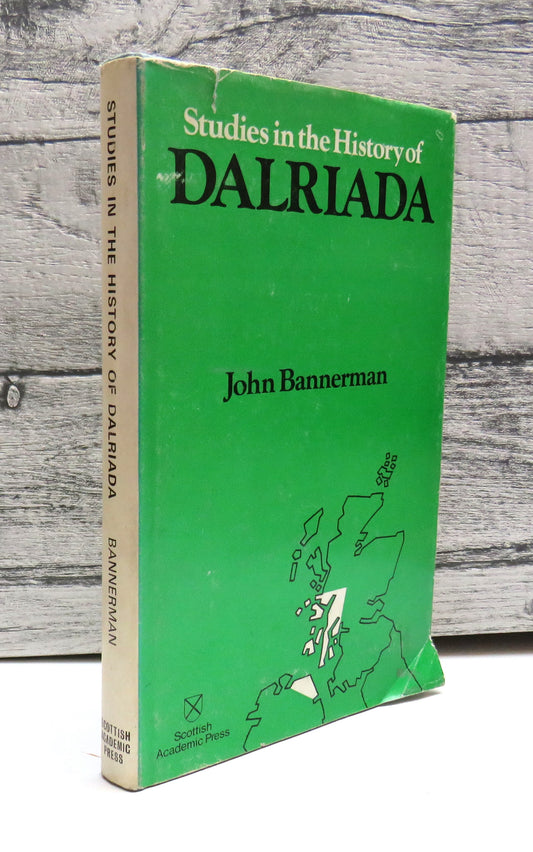 Studies in the History of
DALRIADA
John Bannerman
Scottish
Academic Press
STUDIES IN THE HISTORY OF DALRIADA BANNERMAN
SCOTTISH
ACADEMIC
PRESS